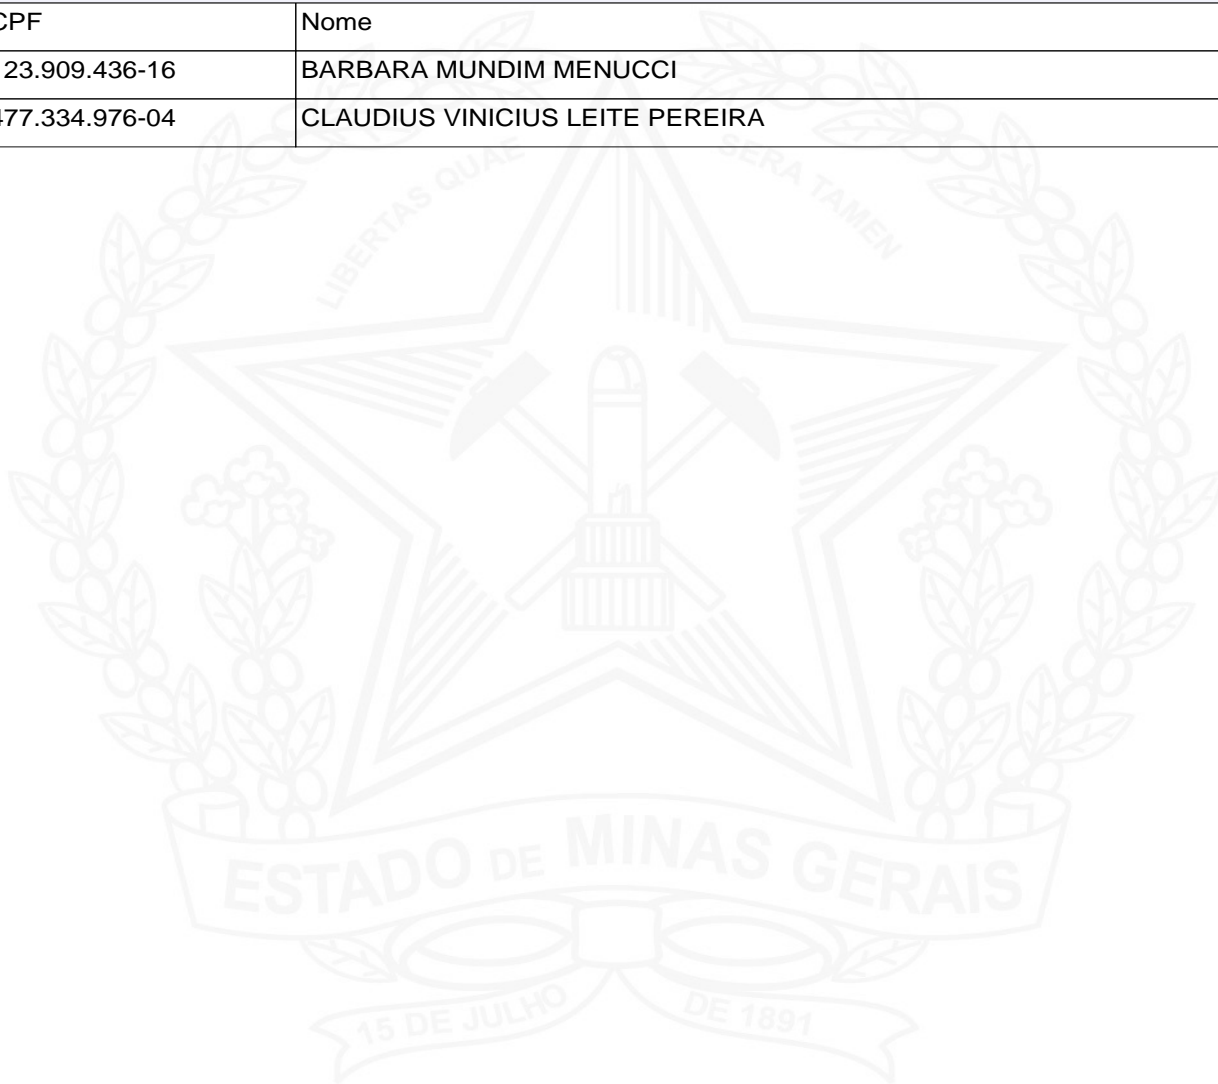 CPF Nome
23.909.436-16 BARBARA MUNDIM MENUCCI
477.334.976-04 CLAUDIUS VINICIUS LEITE PEREIRA
LIBERTAS QUAE SERA TAMEN
ESTADO DE MINAS GERAIS
15 DE JULHO DE 1891